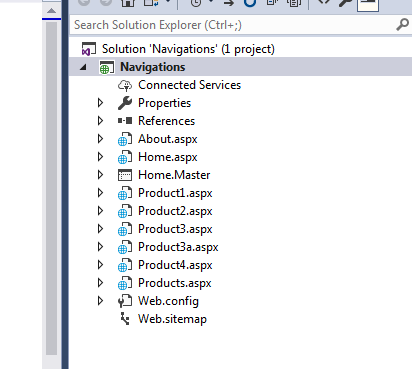 Search Solution Explorer (Ctrl+;)
Solution 'Navigations' (1 project)
Navigations
Connected Services
Properties
References
About.aspx
Home.aspx
Home.Master
Product1.aspx
Product2.aspx
Product3.aspx
Product3a.aspx
Product4.aspx
Products.aspx
Web.config
Web.sitemap